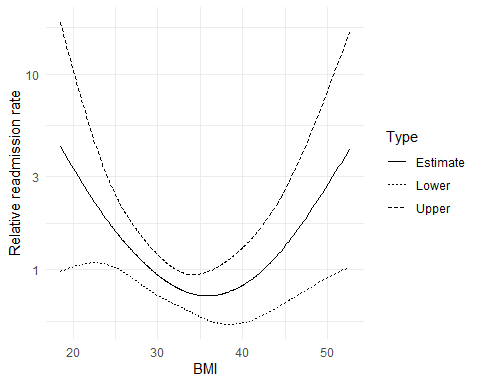 10
3
1
Relative readmission rate
20
30
40
50
BMI
Type
Estimate
Lower
Upper